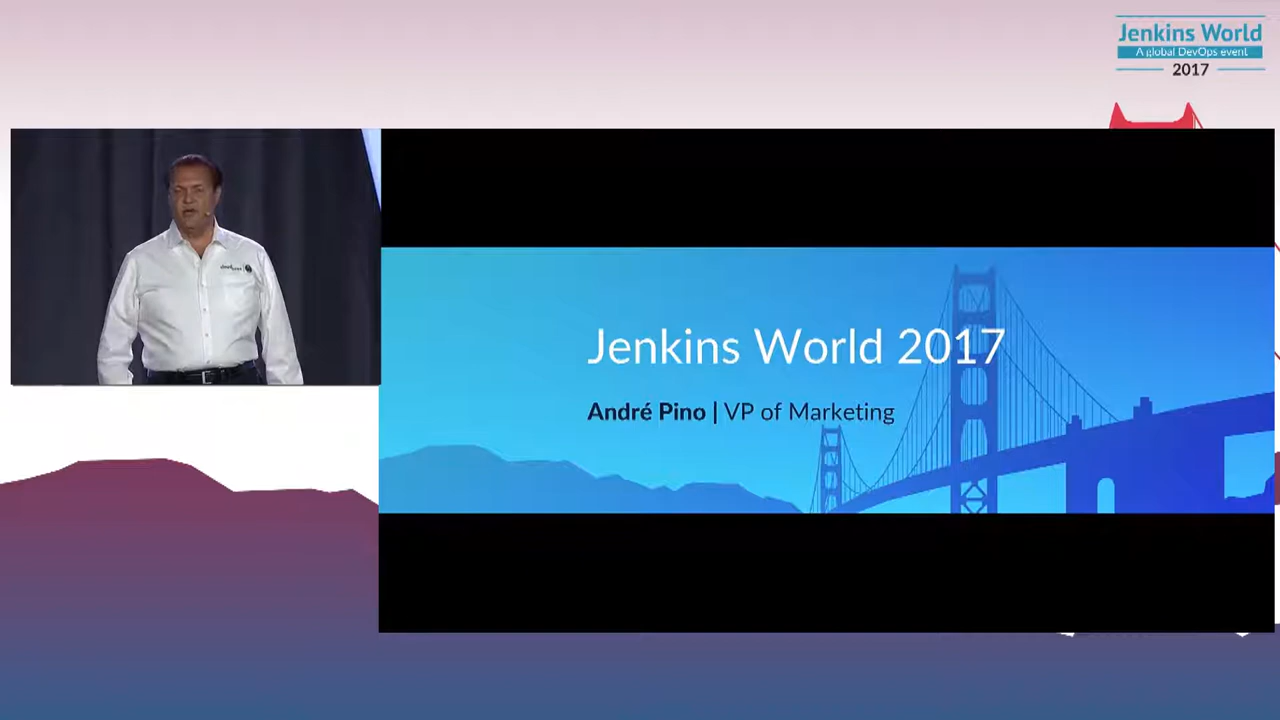 Jenkins World
A global DevOps event
2017
Jenkins World 2017
André Pino | VP of Marketing